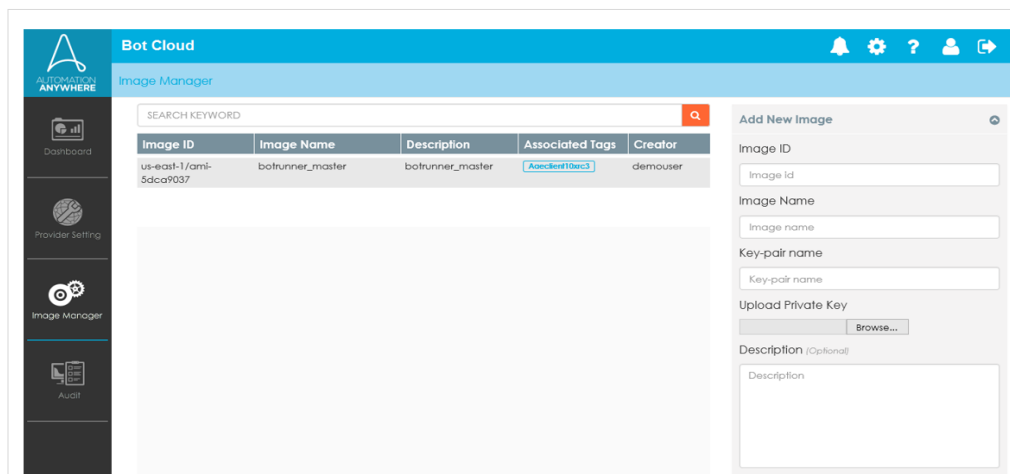 AUTOMATION
ANYWHERE
Bot Cloud
?
Image Manager
Dashboard
Provider Setting
Image Manager
Audit
SEARCH KEYWORD
Image ID Image Name Description Associated Tags Creator
us-east-1/ami- botrunner_master botrunner_master Aaeclient10xrc3 demouser
5dca9037
Add New Image
Image ID
Image id
Image Name
Image name
Key-pair name
Key-pair name
Upload Private Key
Browse...
Description (Optional)
Description